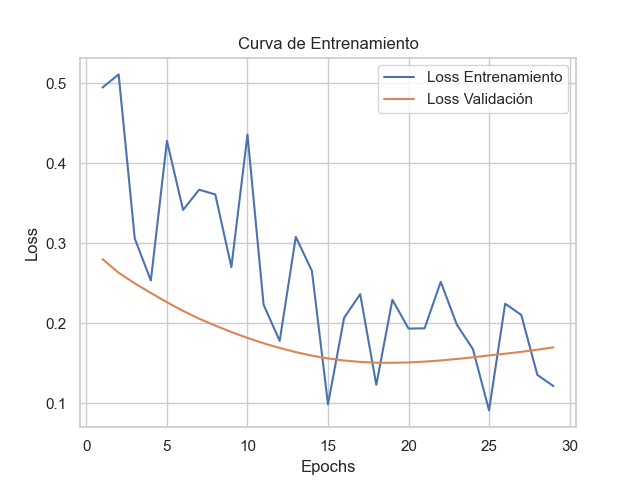 Curva de Entrenamiento
Loss Entrenamiento
Loss Validación
0.5
0.4
0.3
0.2
0.1
Loss
0 5 10 15 20 25 30
Epochs